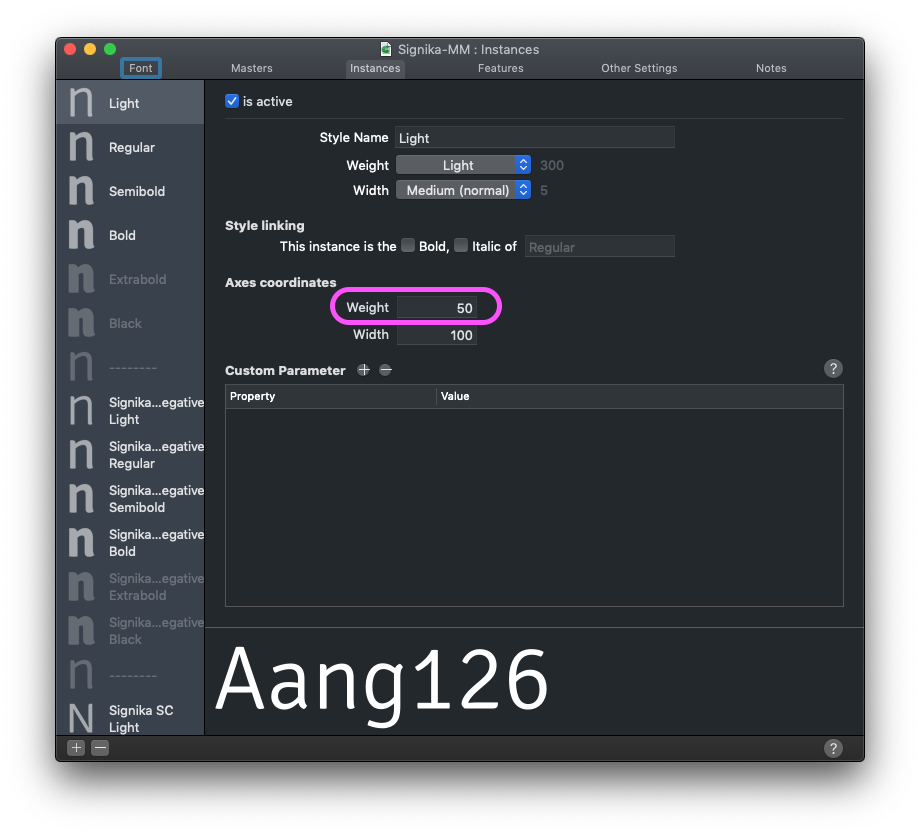 Signika-MM : Instances
Font Masters Instances Features Other Settings Notes
n Light
n Regular
n Semibold
n Bold
n Extrabold
n Black
n --------
n Signika...egative
Light
n Signika...egative
Regular
n Signika...egative
Semibold
n Signika...egative
Bold
n Signika...egative
Extrabold
n Signika...egative
Black
n --------
N Signika SC
Light
is active
Style Name Light
Weight Light 300
Width Medium (normal) 5
Style linking
This instance is the Bold, Italic of Regular
Axes coordinates
Weight 50
Width 100
Custom Parameter + − ?
Property Value
Aang126
+ − ?